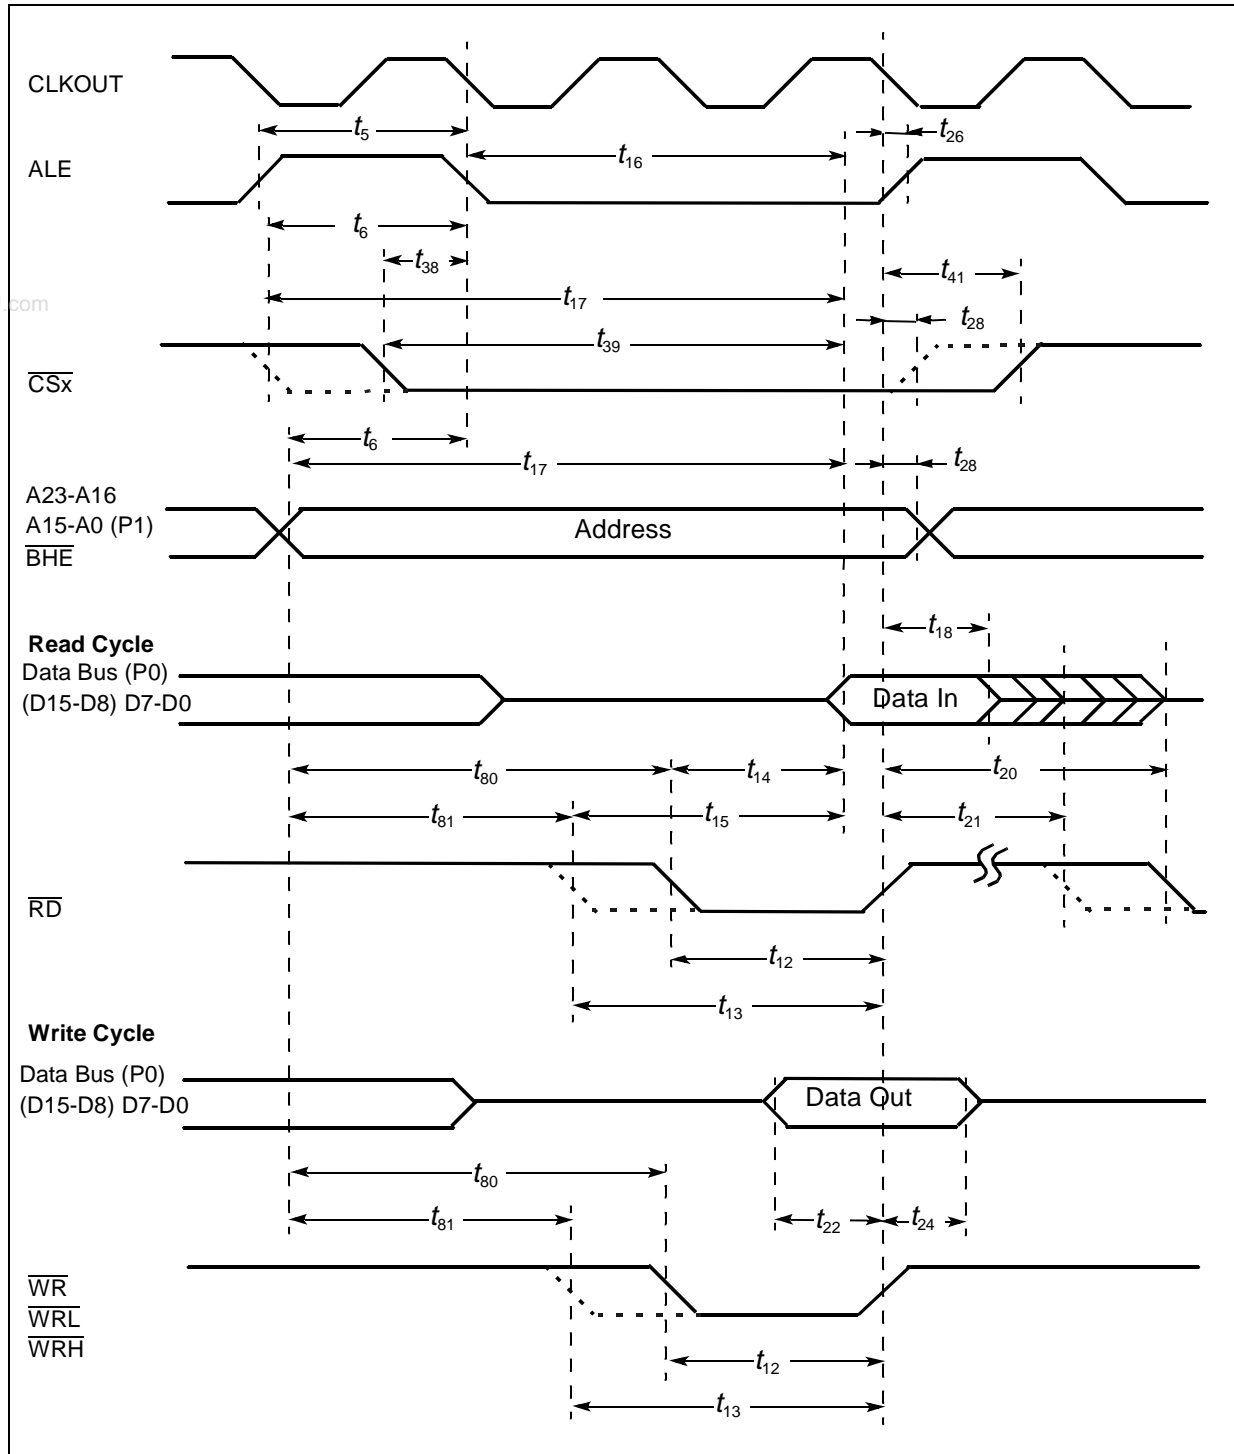 CLKOUT
t5
t26
ALE
t16
t6
t38
t41
.com
t17
t28
t39
CSx
t6
t17
t28
A23-A16
A15-A0 (P1)
Address
BHE
t18
Read Cycle
Data Bus (P0)
(D15-D8) D7-D0
Data In
t80
t14
t20
t81
t15
t21
RD
t12
t13
Write Cycle
Data Bus (P0)
(D15-D8) D7-D0
Data Out
t80
t81
t22
t24
WR
WRL
WRH
t12
t13